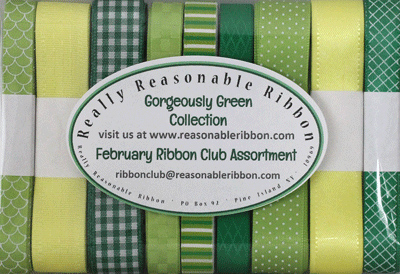 Really Reasonable Ribbon
Gorgeously Green
Collection
visit us at www.reasonableribbon.com
February Ribbon Club Assortment
ribbonclub@reasonableribbon.com
Really Reasonable Ribbon · PO Box 91 · Pine Island NY, 10969